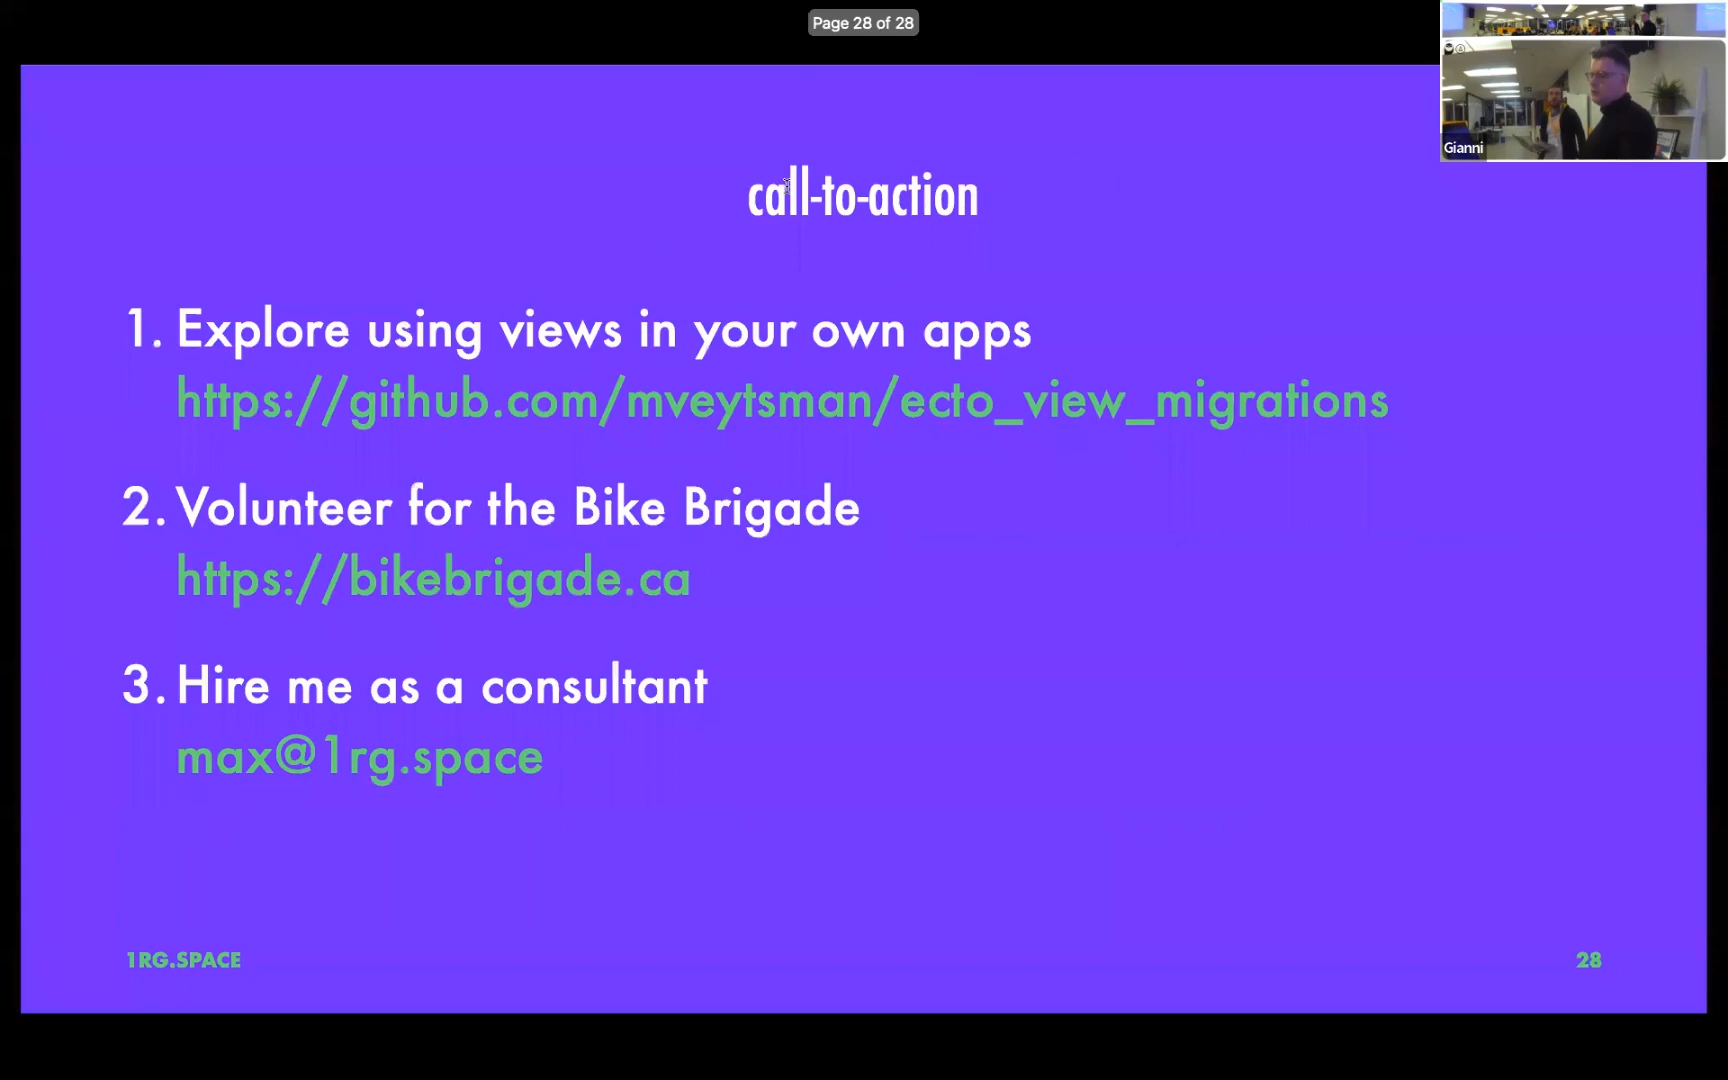 Page 28 of 28
Gianni
call-to-action
1. Explore using views in your own apps
https://github.com/mveytsman/ecto_view_migrations
2. Volunteer for the Bike Brigade
https://bikebrigade.ca
3. Hire me as a consultant
max@1rg.space
1RG.SPACE
28